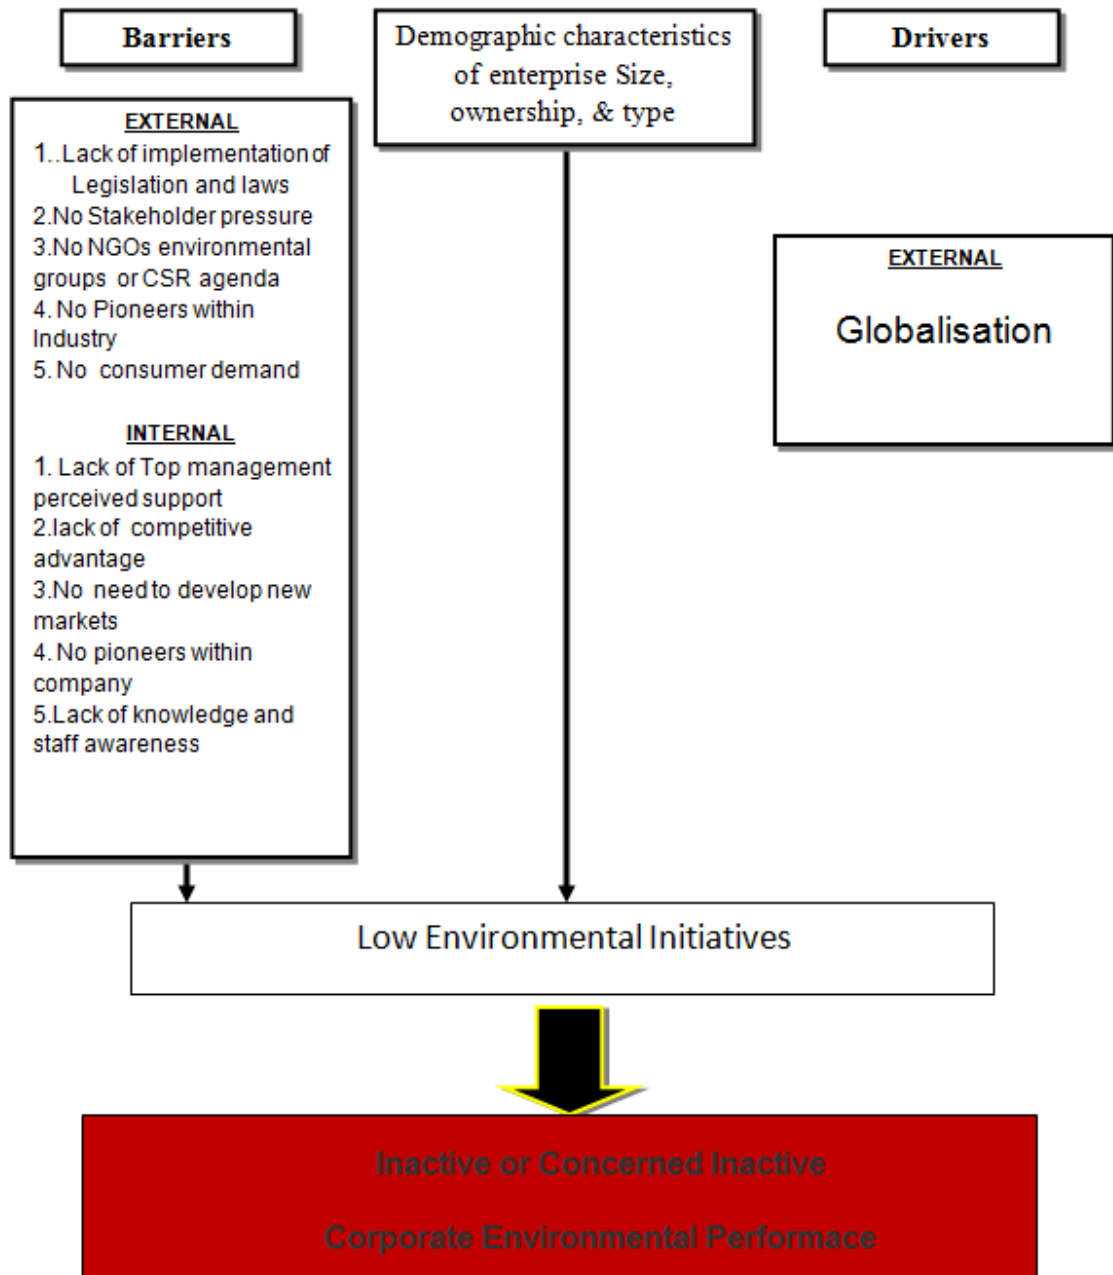 Barriers
Demographic characteristics
of enterprise Size,
ownership, & type
Drivers
EXTERNAL
1..Lack of implementation of
Legislation and laws
2.No Stakeholder pressure
3.No NGOs environmental
groups or CSR agenda
4. No Pioneers within
Industry
5. No consumer demand
INTERNAL
1. Lack of Top management
perceived support
2.lack of competitive
advantage
3.No need to develop new
markets
4. No pioneers within
company
5.Lack of knowledge and
staff awareness
EXTERNAL
Globalisation
Low Environmental Initiatives
Inactive or Concerned Inactive
Corporate Environmental Performace